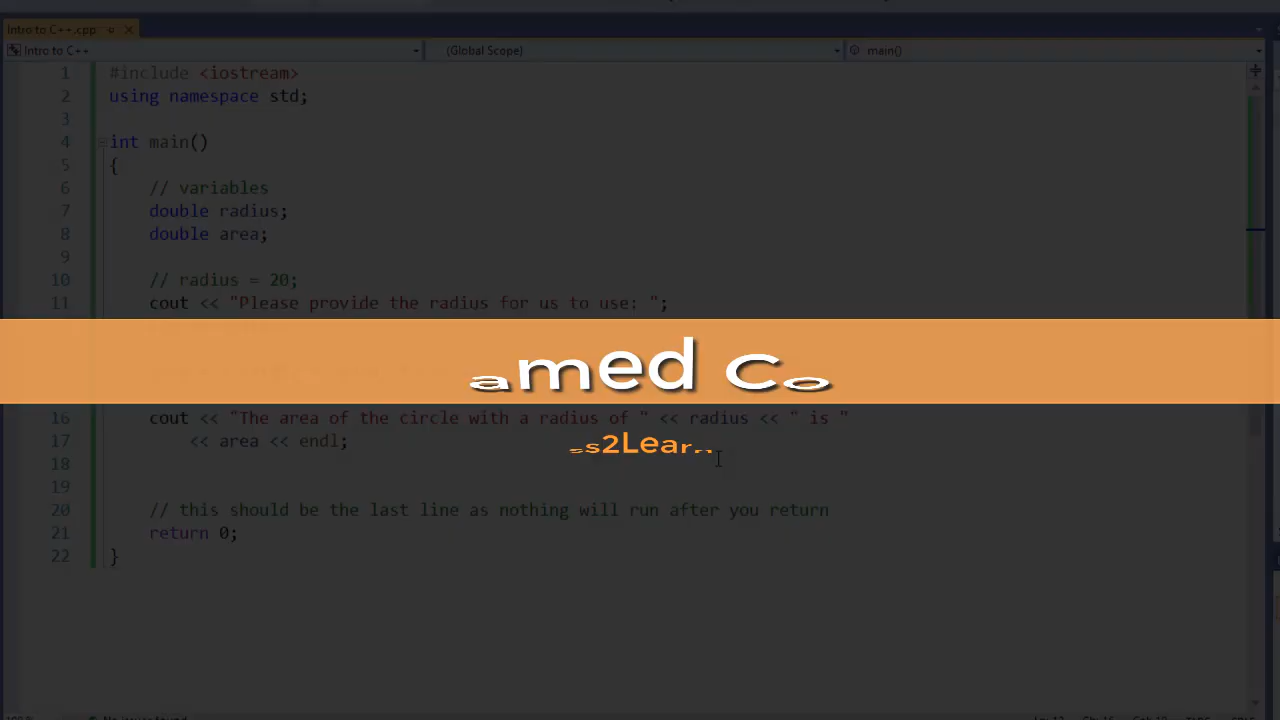 Intro to C++.cpp
Intro to C++ (Global Scope) main()
1 #include <iostream>
2 using namespace std;
3
4 int main()
5 {
6 // variables
7 double radius;
8 double area;
9
10 // radius = 20;
11 cout << "Please provide the radius for us to use: ";
amed Co
16 cout << "The area of the circle with a radius of " << radius << " is "
17 << area << endl;
ss2Learn
18
19
20 // this should be the last line as nothing will run after you return
21 return 0;
22 }